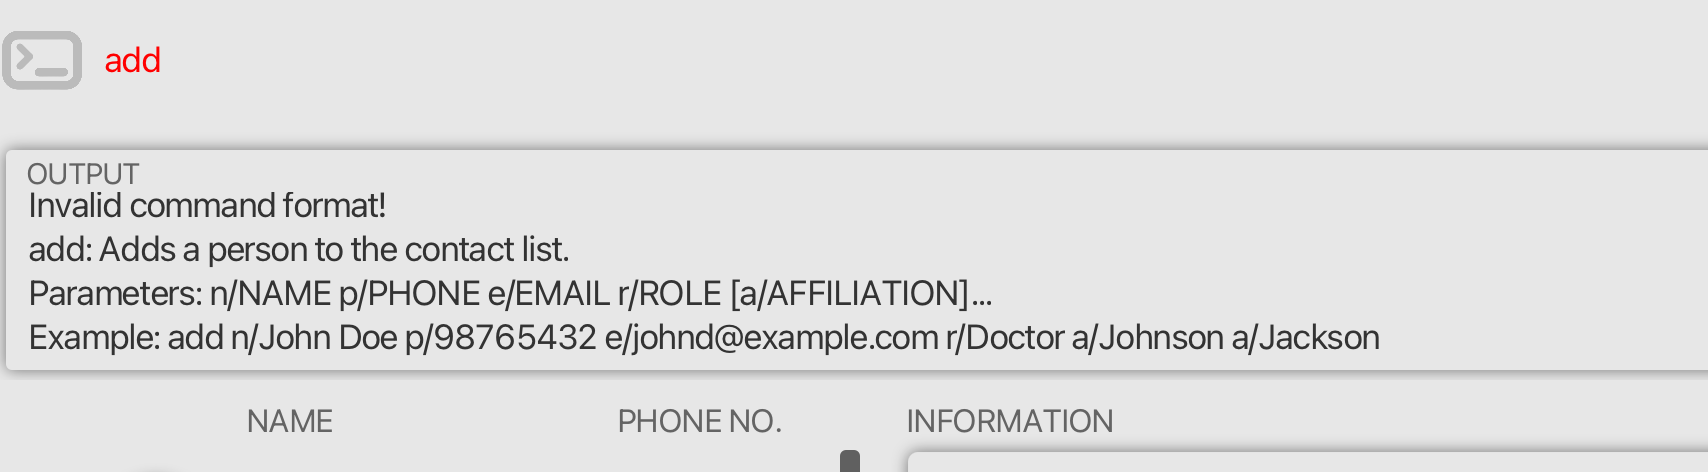 add
OUTPUT
Invalid command format!
add: Adds a person to the contact list.
Parameters: n/NAME p/PHONE e/EMAIL r/ROLE [a/AFFILIATION]...
Example: add n/John Doe p/98765432 e/johnd@example.com r/Doctor a/Johnson a/Jackson
NAME PHONE NO. INFORMATION